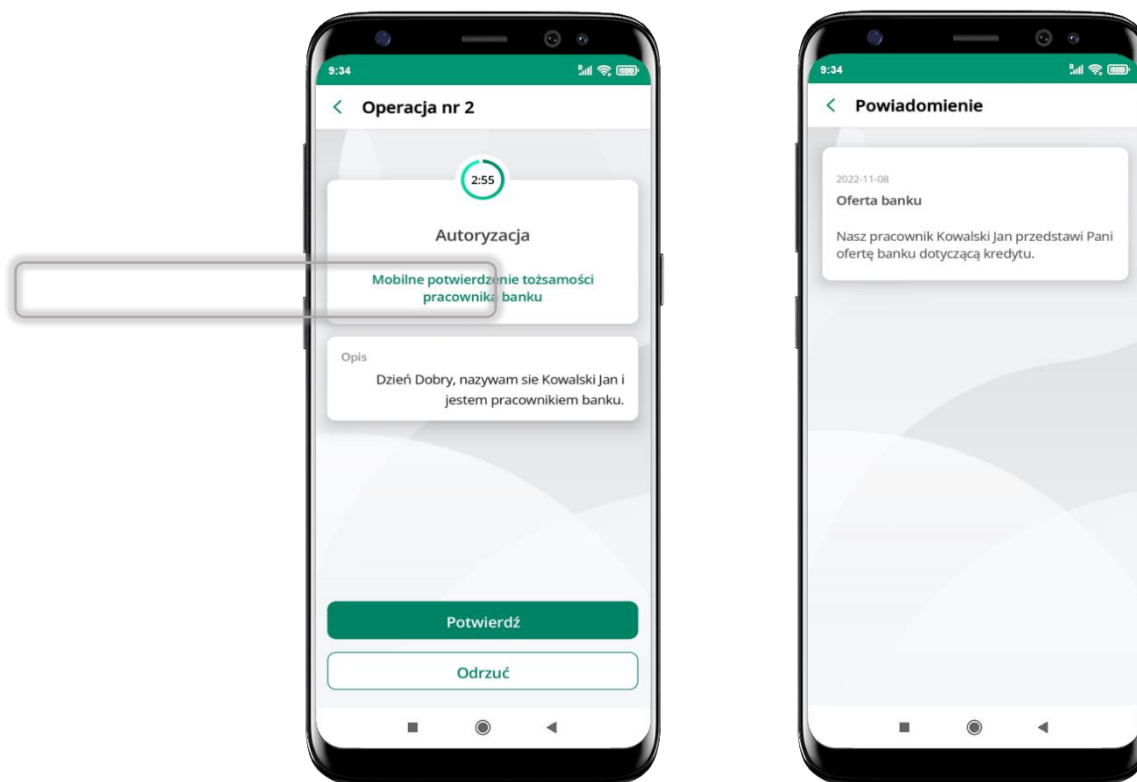 9:34
Operacja nr 2
2:55
Autoryzacja
Mobilne potwierdzenie tożsamości
pracownika banku
Opis
Dzień Dobry, nazywam sie Kowalski Jan i
jestem pracownikiem banku.
Potwierdź
Odrzuć
9:34
Powiadomienie
2022-11-08
Oferta banku
Nasz pracownik Kowalski Jan przedstawi Pani
ofertę banku dotyczącą kredytu.